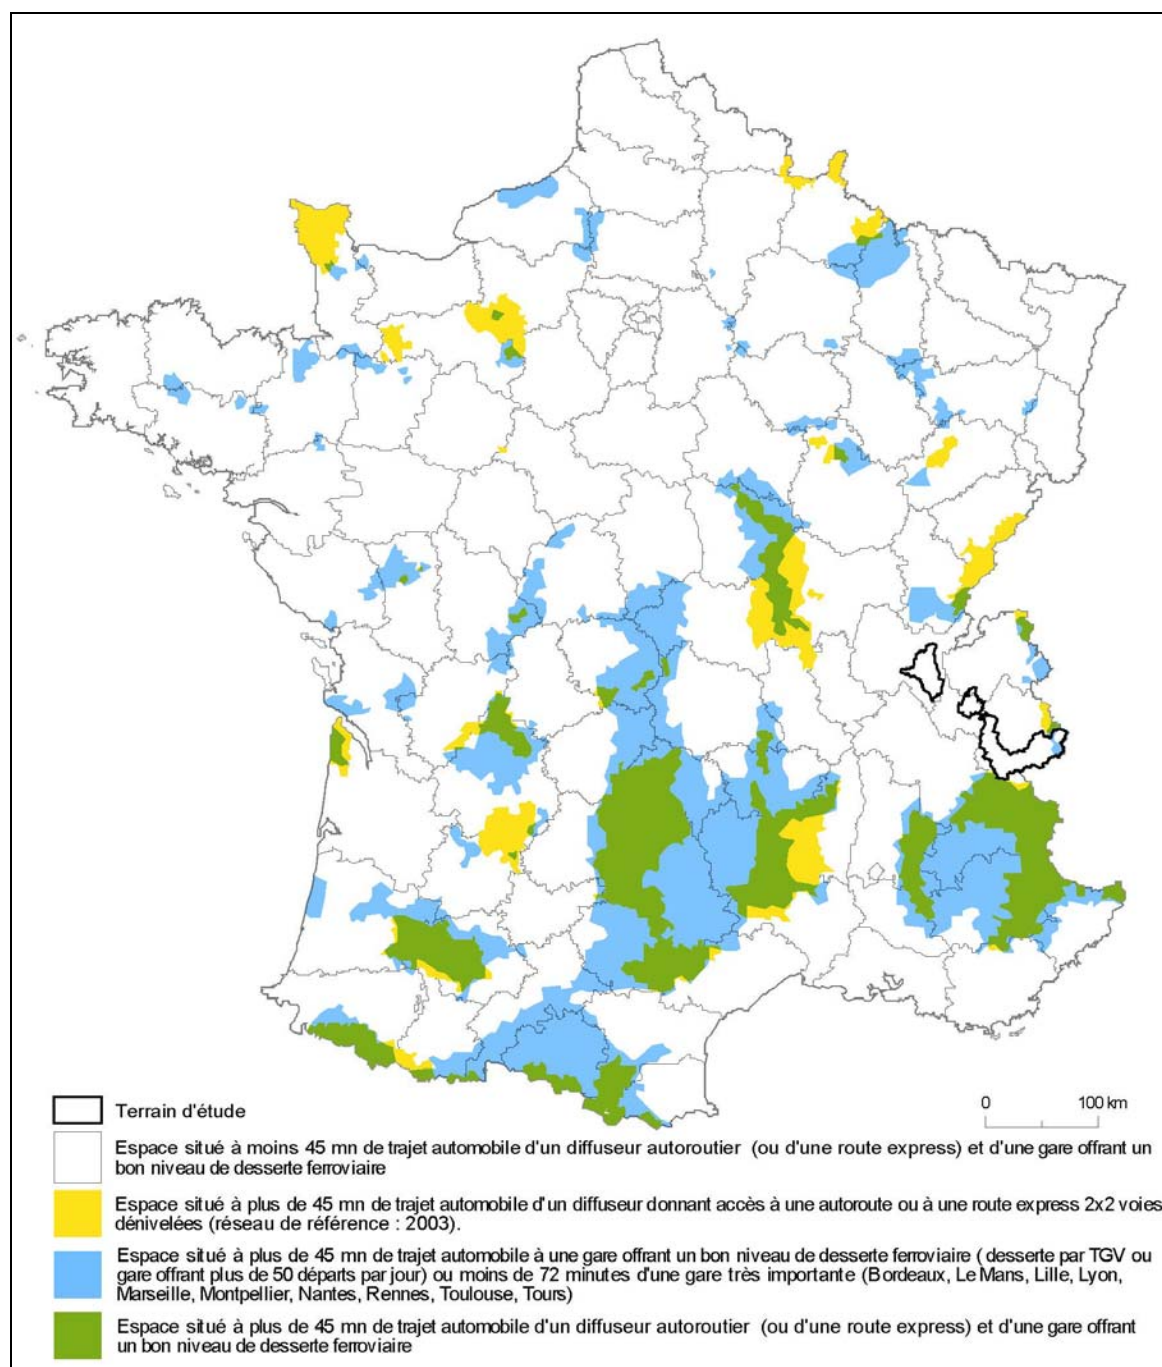 0 100 km
Terrain d'étude
Espace situé à moins 45 mn de trajet automobile d'un diffuseur autoroutier (ou d'une route express) et d'une gare offrant un
bon niveau de desserte ferroviaire
Espace situé à plus de 45 mn de trajet automobile d'un diffuseur donnant accès à une autoroute ou à une route express 2x2 voies
dénivelées (réseau de référence : 2003).
Espace situé à plus de 45 mn de trajet automobile à une gare offrant un bon niveau de desserte ferroviaire ( desserte par TGV ou
gare offrant plus de 50 départs par jour) ou moins de 72 minutes d'une gare très importante (Bordeaux, Le Mans, Lille, Lyon,
Marseille, Montpellier, Nantes, Rennes, Toulouse, Tours)
Espace situé à plus de 45 mn de trajet automobile d'un diffuseur autoroutier (ou d'une route express) et d'une gare offrant
un bon niveau de desserte ferroviaire